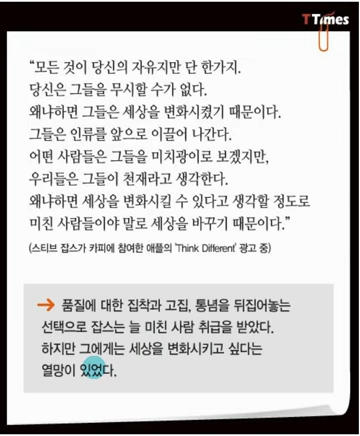 TTimes
“모든 것이 당신의 자유지만 단 한가지.
당신은 그들을 무시할 수가 없다.
왜냐하면 그들은 세상을 변화시켰기 때문이다.
그들은 인류를 앞으로 이끌어 나간다.
어떤 사람들은 그들을 미치광이로 보겠지만,
우리들은 그들이 천재라고 생각한다.
왜냐하면 세상을 변화시킬 수 있다고 생각할 정도로
미친 사람들이야 말로 세상을 바꾸기 때문이다.”
(스티브 잡스가 카피에 참여한 애플의 ‘Think Different’ 광고 중)
→ 품질에 대한 집착과 고집, 통념을 뒤집어놓는
선택으로 잡스는 늘 미친 사람 취급을 받았다.
하지만 그에게는 세상을 변화시키고 싶다는
열망이 있었다.